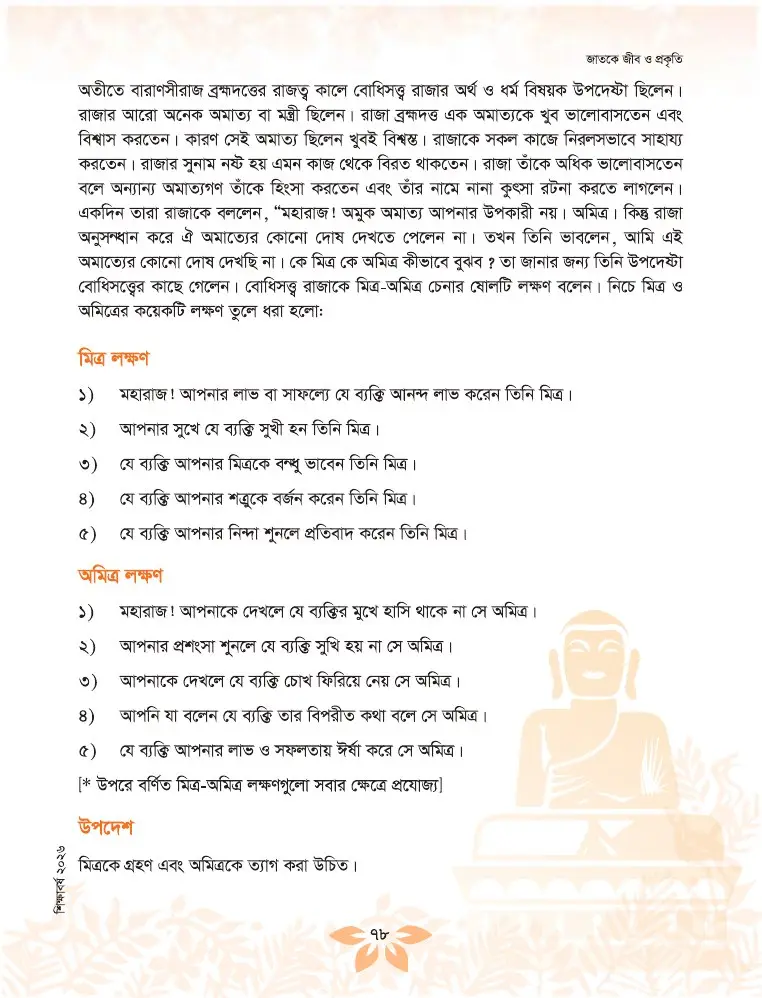 জাতকে জীব ও প্রকৃতি
অতীতে বারাণসীরাজ ব্রহ্মদত্তের রাজত্ব কালে বোধিসত্ত্ব রাজার অর্থ ও ধর্ম বিষয়ক উপদেষ্টা ছিলেন।
রাজার আরো অনেক অমাত্য বা মন্ত্রী ছিলেন। রাজা ব্রহ্মদত্ত এক অমাত্যকে খুব ভালোবাসতেন এবং
বিশ্বাস করতেন। কারণ সেই অমাত্য ছিলেন খুবই বিশ্বস্ত। রাজাকে সকল কাজে নিরলসভাবে সাহায্য
করতেন। রাজার সুনাম নষ্ট হয় এমন কাজ থেকে বিরত থাকতেন। রাজা তাঁকে অধিক ভালোবাসতেন
বলে অন্যান্য অমাত্যগণ তাঁকে হিংসা করতেন এবং তাঁর নামে নানা কুৎসা রটনা করতে লাগলেন।
একদিন তারা রাজাকে বললেন, “মহারাজ! অমুক অমাত্য আপনার উপকারী নয়। অমিত্র। কিন্তু রাজা
অনুসন্ধান করে ঐ অমাত্যের কোনো দোষ দেখতে পেলেন না। তখন তিনি ভাবলেন, আমি এই
অমাত্যের কোনো দোষ দেখছি না। কে মিত্র কে অমিত্র কীভাবে বুঝব ? তা জানার জন্য তিনি উপদেষ্টা
বোধিসত্ত্বের কাছে গেলেন। বোধিসত্ত্ব রাজাকে মিত্র-অমিত্র চেনার ষোলটি লক্ষণ বলেন। নিচে মিত্র ও
অমিত্রের কয়েকটি লক্ষণ তুলে ধরা হলো:
মিত্র লক্ষণ
১) মহারাজ! আপনার লাভ বা সাফল্যে যে ব্যক্তি আনন্দ লাভ করেন তিনি মিত্র।
২) আপনার সুখে যে ব্যক্তি সুখী হন তিনি মিত্র।
৩) যে ব্যক্তি আপনার মিত্রকে বন্ধু ভাবেন তিনি মিত্র।
৪) যে ব্যক্তি আপনার শত্রুকে বর্জন করেন তিনি মিত্র।
৫) যে ব্যক্তি আপনার নিন্দা শুনলে প্রতিবাদ করেন তিনি মিত্র।
অমিত্র লক্ষণ
১) মহারাজ! আপনাকে দেখলে যে ব্যক্তির মুখে হাসি থাকে না সে অমিত্র।
২) আপনার প্রশংসা শুনলে যে ব্যক্তি সুখি হয় না সে অমিত্র।
৩) আপনাকে দেখলে যে ব্যক্তি চোখ ফিরিয়ে নেয় সে অমিত্র।
৪) আপনি যা বলেন যে ব্যক্তি তার বিপরীত কথা বলে সে অমিত্র।
৫) যে ব্যক্তি আপনার লাভ ও সফলতায় ঈর্ষা করে সে অমিত্র।
[* উপরে বর্ণিত মিত্র-অমিত্র লক্ষণগুলো সবার ক্ষেত্রে প্রযোজ্য]
উপদেশ
মিত্রকে গ্রহণ এবং অমিত্রকে ত্যাগ করা উচিত।
শিক্ষাবর্ষ ২০২৬
৭৮